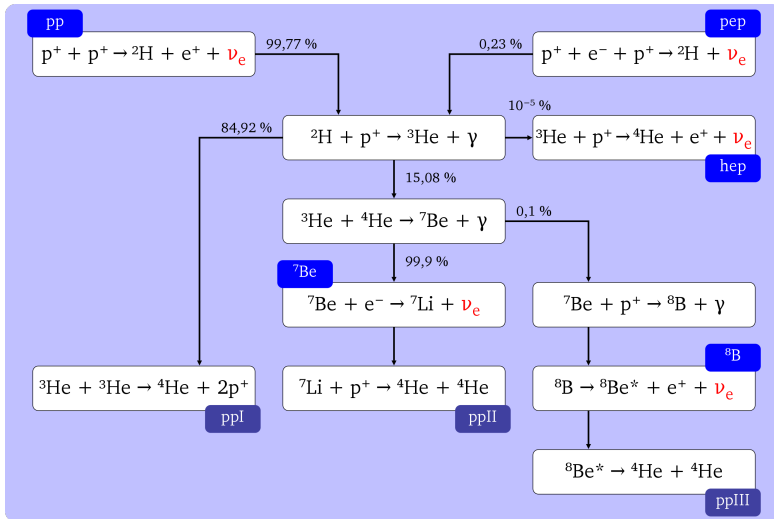 pp
pep
p⁺ + p⁺ → ²H + e⁺ + νₑ
99,77 %
0,23 %
p⁺ + e⁻ + p⁺ → ²H + νₑ
84,92 %
²H + p⁺ → ³He + γ
10⁻⁵ %
³He + p⁺ → ⁴He + e⁺ + νₑ
hep
15,08 %
³He + ⁴He → ⁷Be + γ
0,1 %
99,9 %
⁷Be
⁷Be + e⁻ → ⁷Li + νₑ
⁷Be + p⁺ → ⁸B + γ
⁸B
³He + ³He → ⁴He + 2p⁺
⁷Li + p⁺ → ⁴He + ⁴He
⁸B → ⁸Be* + e⁺ + νₑ
ppI
ppII
⁸Be* → ⁴He + ⁴He
ppIII